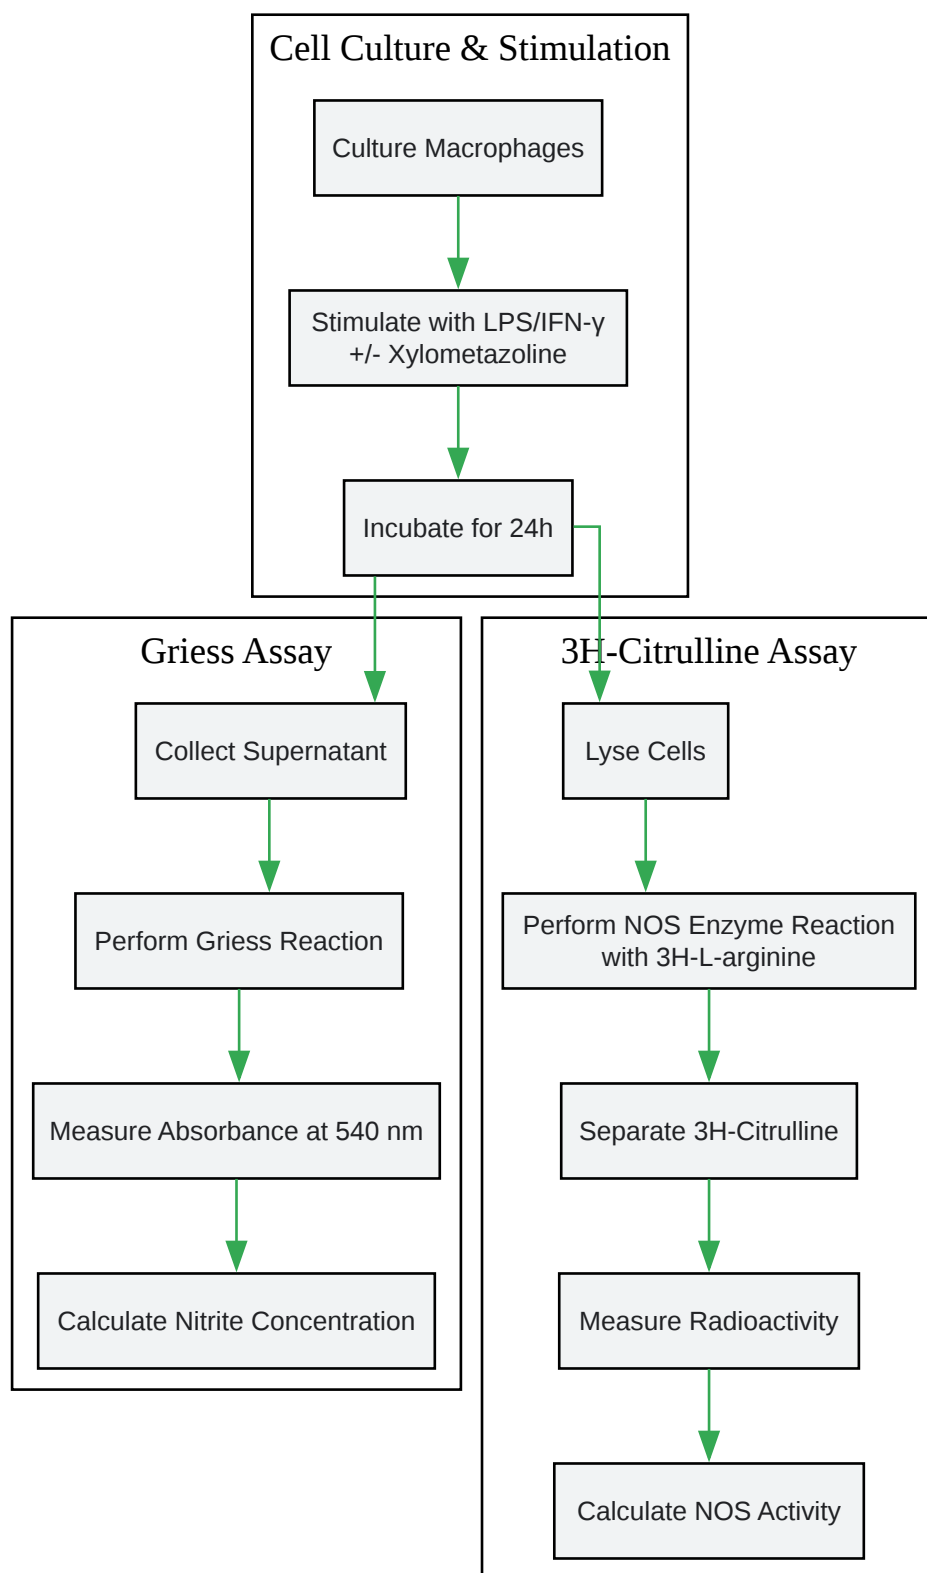 Cell Culture & Stimulation
Culture Macrophages
Stimulate with LPS/IFN-γ
+/- Xylometazoline
Incubate for 24h
Griess Assay
Collect Supernatant
Perform Griess Reaction
Measure Absorbance at 540 nm
Calculate Nitrite Concentration
3H-Citrulline Assay
Lyse Cells
Perform NOS Enzyme Reaction
with 3H-L-arginine
Separate 3H-Citrulline
Measure Radioactivity
Calculate NOS Activity